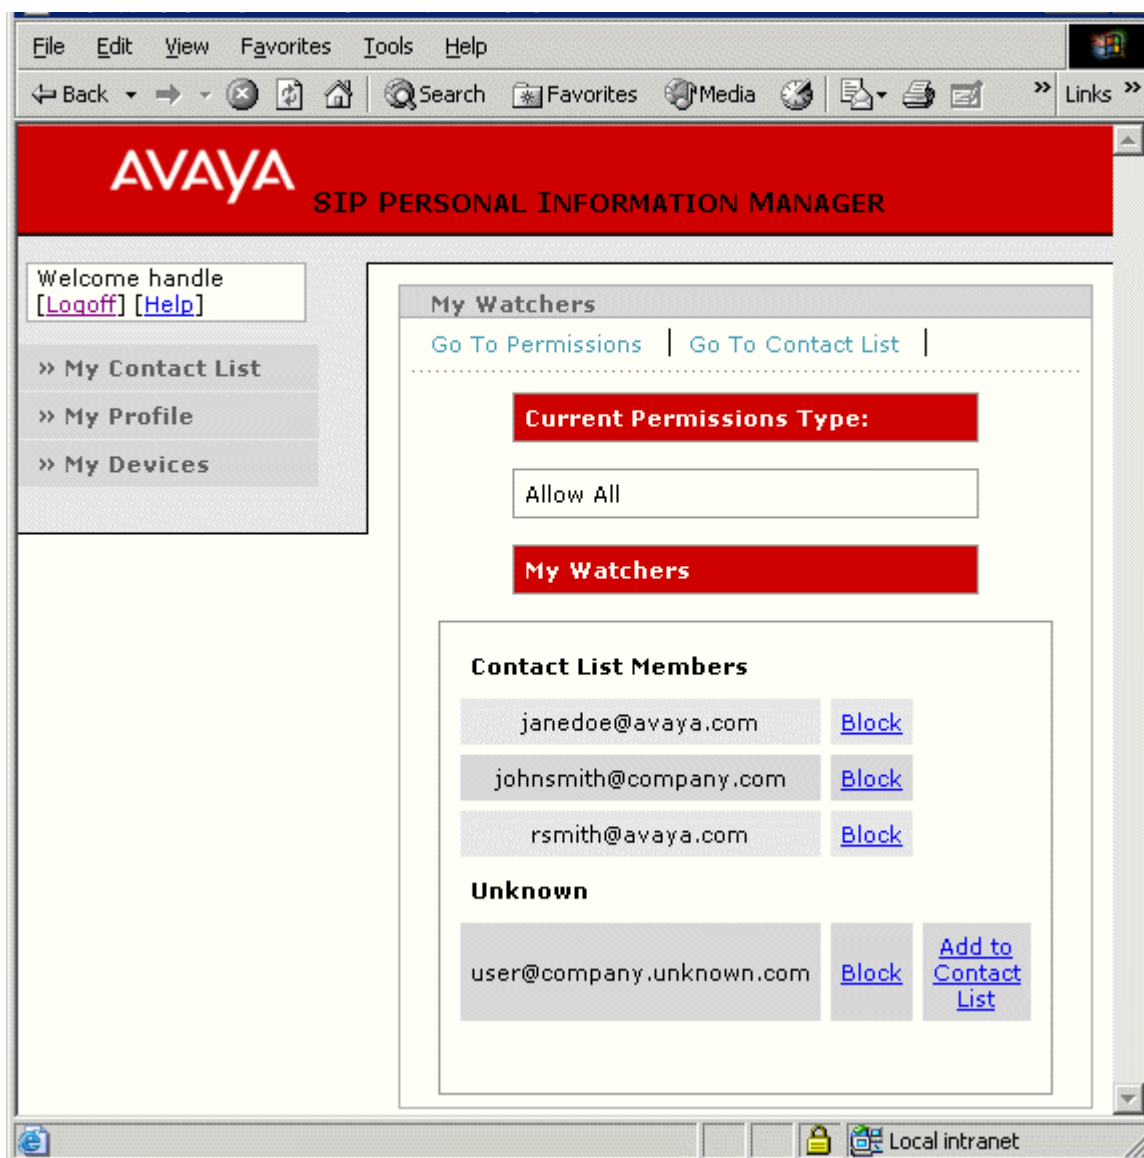 File Edit View Favorites Tools Help
Back Search Favorites Media » Links »
AVAYA
SIP PERSONAL INFORMATION MANAGER
Welcome handle
[Logoff] [Help]
» My Contact List
» My Profile
» My Devices
My Watchers
Go To Permissions | Go To Contact List |
Current Permissions Type:
Allow All
My Watchers
Contact List Members
janedoe@avaya.com Block
johnsmith@company.com Block
rsmith@avaya.com Block
Unknown
user@company.unknown.com Block Add to
Contact
List
Local intranet